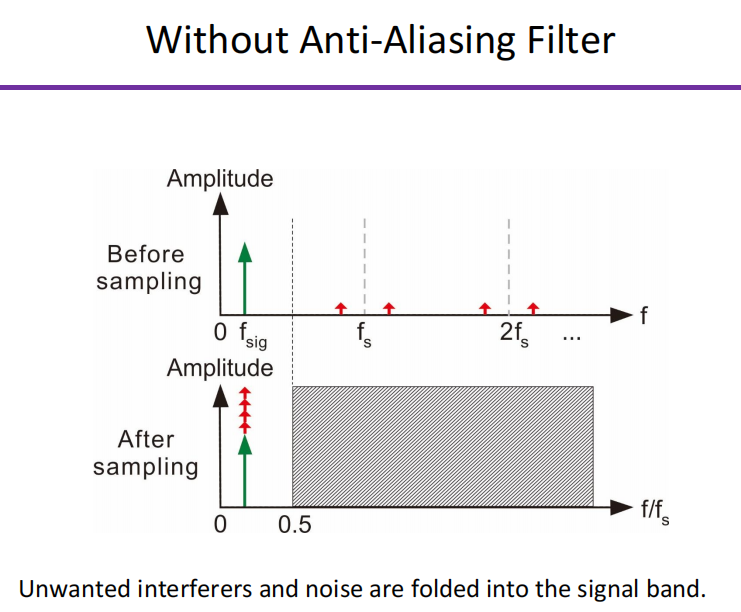 Without Anti-Aliasing Filter
Amplitude
Before
sampling
0 fsig fs 2fs ... f
Amplitude
After
sampling
0 0.5 f/fs
Unwanted interferers and noise are folded into the signal band.